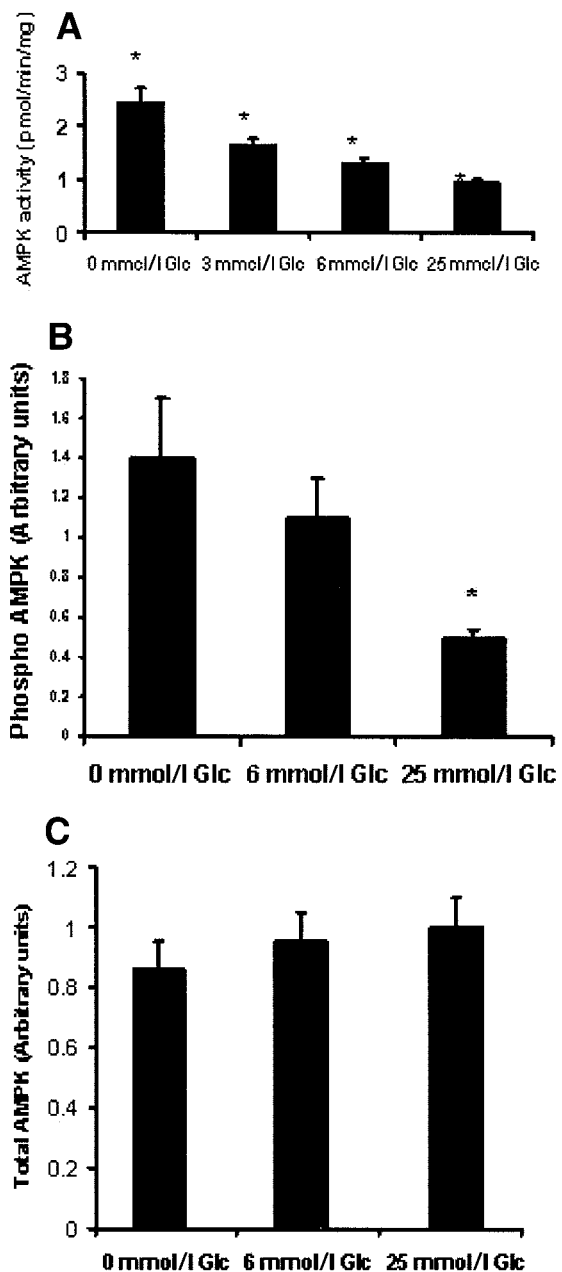 A
AMPK activity (pmol/min/mg)
3
2
1
0
*
*
*
*
0 mmol/l Glc 3 mmol/l Glc 6 mmol/l Glc 25 mmol/l Glc
B
Phospho AMPK (Arbitrary units)
1.8
1.6
1.4
1.2
1
0.8
0.6
0.4
0.2
0
*
0 mmol/l Glc 6 mmol/l Glc 25 mmol/l Glc
C
Total AMPK (Arbitrary units)
1.2
1
0.8
0.6
0.4
0.2
0
0 mmol/l Glc 6 mmol/l Glc 25 mmol/l Glc